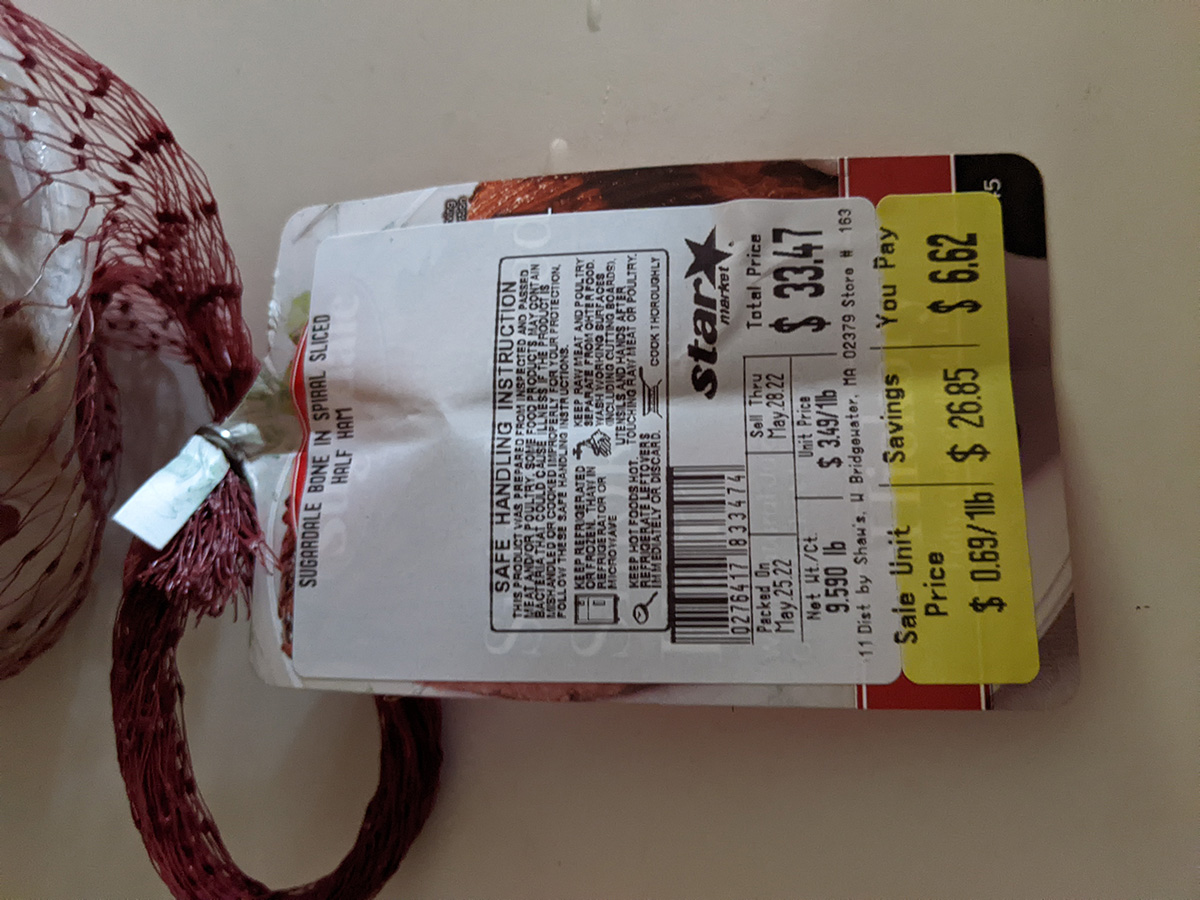 SUGARDALE BONE IN SPIRAL SLICED
HALF HAM
SAFE HANDLING INSTRUCTION
THIS PRODUCT WAS PREPARED FROM INSPECTED AND PASSED
MEAT AND/OR POULTRY. SOME FOOD PRODUCTS MAY CONTAIN
BACTERIA THAT COULD CAUSE ILLNESS IF THE PRODUCT IS
MISHANDLED OR COOKED IMPROPERLY. FOR YOUR PROTECTION,
FOLLOW THESE SAFE HANDLING INSTRUCTIONS.
KEEP REFRIGERATED
OR FROZEN. THAW IN
REFRIGERATOR OR
MICROWAVE
KEEP RAW MEAT AND POULTRY
SEPARATE FROM OTHER FOOD.
WASH WORKING SURFACES
(INCLUDING CUTTING BOARDS),
UTENSILS AND HANDS AFTER
TOUCHING RAW MEAT OR POULTRY.
KEEP HOT FOODS HOT.
REFRIGERATE LEFTOVERS
IMMEDIATELY OR DISCARD.
COOK THOROUGHLY
star
market
0276417 833474
Packed On
May.25.22
Sell Thru
May.28.22
Total Price
$ 33.47
Net Wt./Ct.
9.590 lb
Unit Price
$ 3.49/1lb
11 Dist by Shaw's, W Bridgewater, MA 02379 Store # 163
Sale Unit
Price
$ 0.69/1lb
Savings
$ 26.85
You Pay
$ 6.62